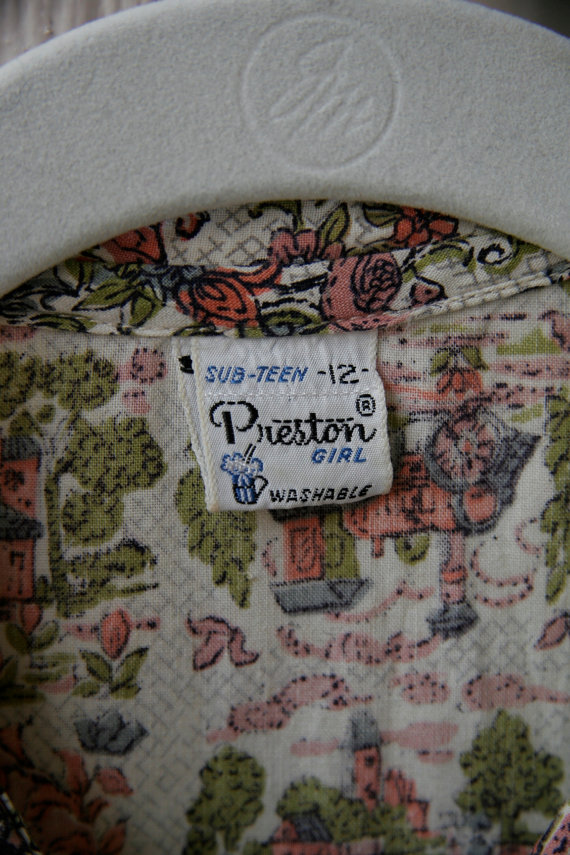 SUB-TEEN -12-
Preston ®
GIRL
WASHABLE